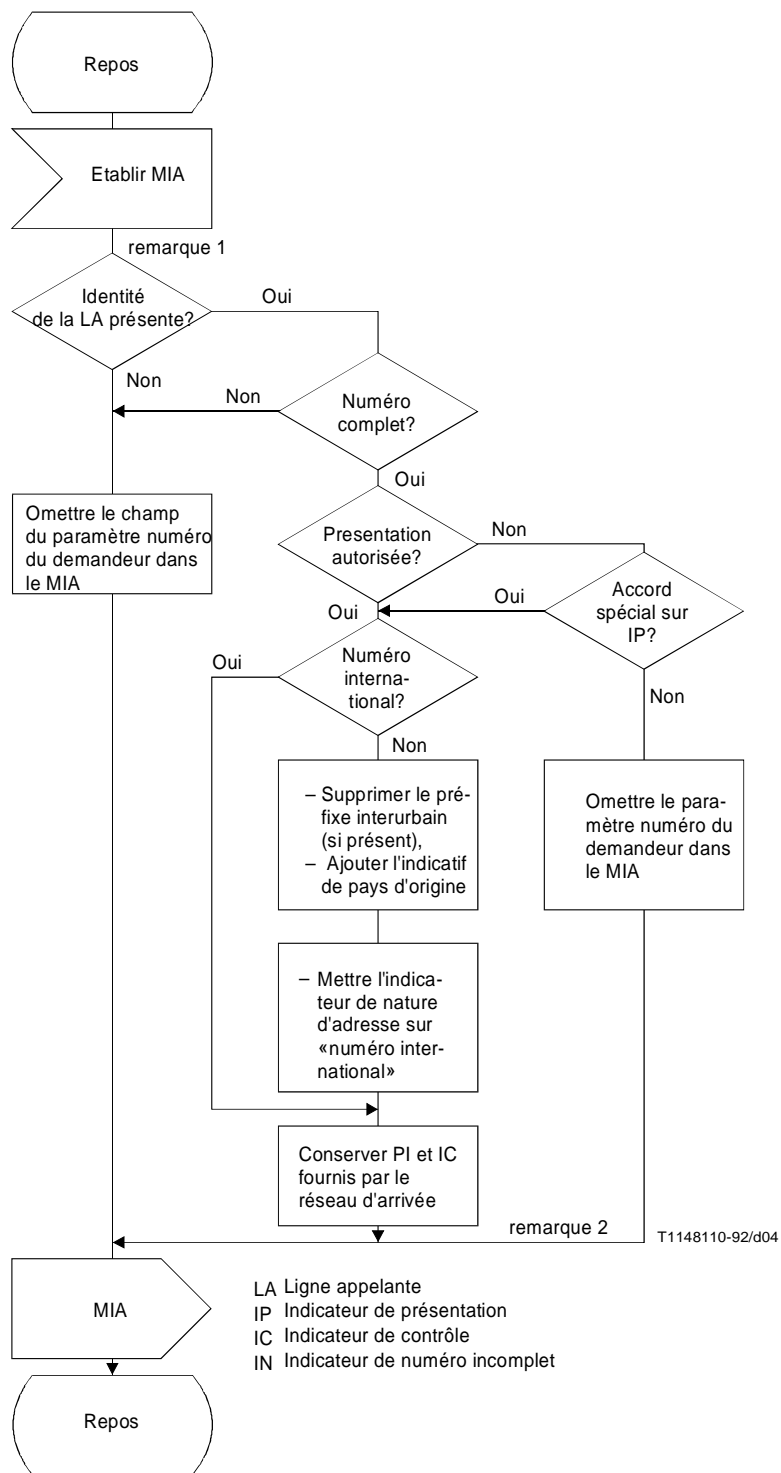 Repos
Etablir MIA
remarque 1
Identité
de la LA présente?
Oui
Non
Non
Numéro
complet?
Oui
Omettre le champ
du paramètre numéro
du demandeur dans
le MIA
Presentation
autorisée?
Non
Oui
Oui
Accord
spécial sur
IP?
Oui
Numéro
interna-
tional?
Non
Non
– Supprimer le pré-
fixe interurbain
(si présent),
– Ajouter l'indicatif
de pays d'origine
Omettre le para-
mètre numéro du
demandeur dans
le MIA
– Mettre l'indica-
teur de nature
d'adresse sur
«numéro inter-
national»
Conserver PI et IC
fournis par le
réseau d'arrivée
remarque 2
T1148110-92/d04
MIA
LA Ligne appelante
IP Indicateur de présentation
IC Indicateur de contrôle
IN Indicateur de numéro incomplet
Repos